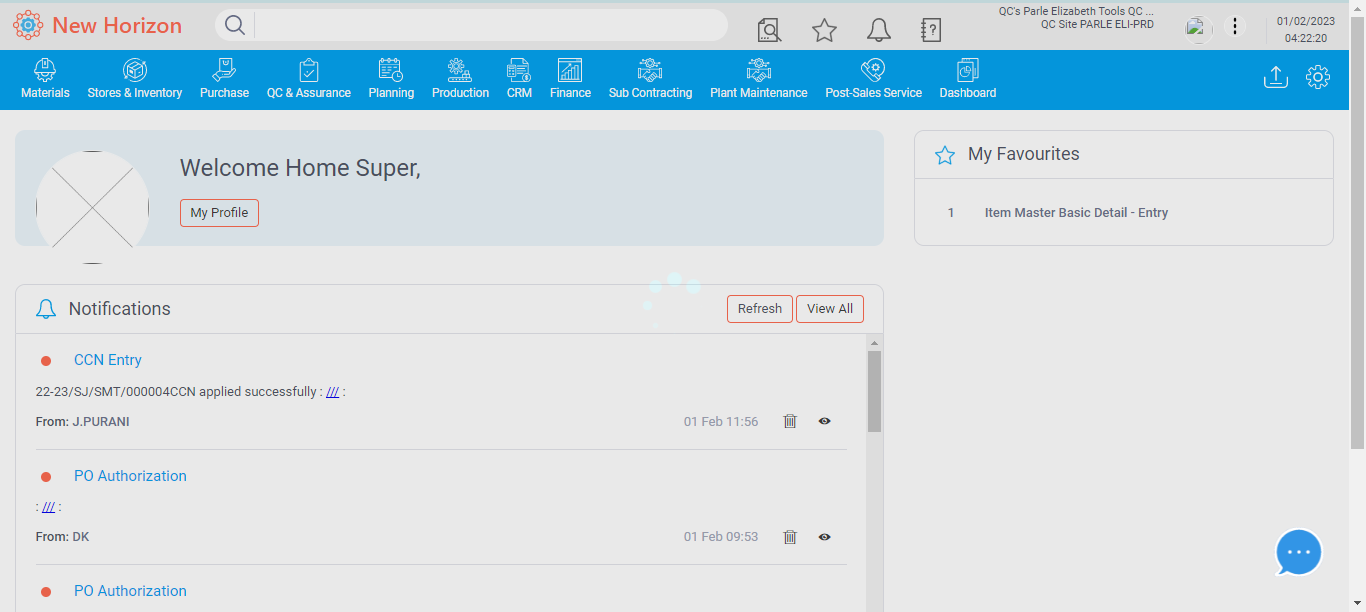 New Horizon
QC's Parle Elizabeth Tools QC ...
QC Site PARLE ELI-PRD
01/02/2023
04:22:20
Materials
Stores & Inventory
Purchase
QC & Assurance
Planning
Production
CRM
Finance
Sub Contracting
Plant Maintenance
Post-Sales Service
Dashboard
Welcome Home Super,
My Profile
My Favourites
1 Item Master Basic Detail - Entry
Notifications
Refresh
View All
CCN Entry
22-23/SJ/SMT/000004CCN applied successfully : /// :
From: J.PURANI
01 Feb 11:56
PO Authorization
: /// :
From: DK
01 Feb 09:53
PO Authorization